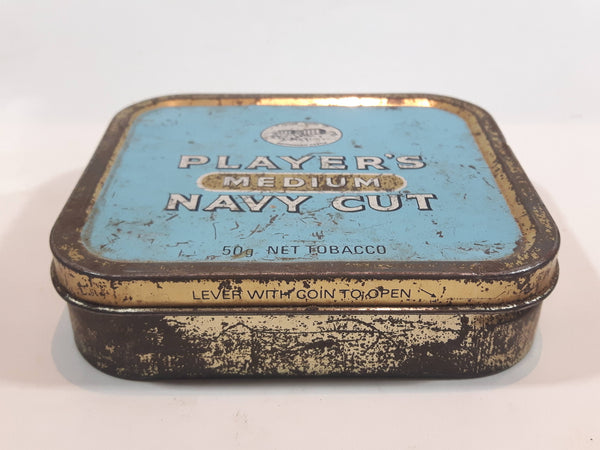 PLAYER'S
MEDIUM
NAVY CUT
50g NET TOBACCO
LEVER WITH COIN TO OPEN